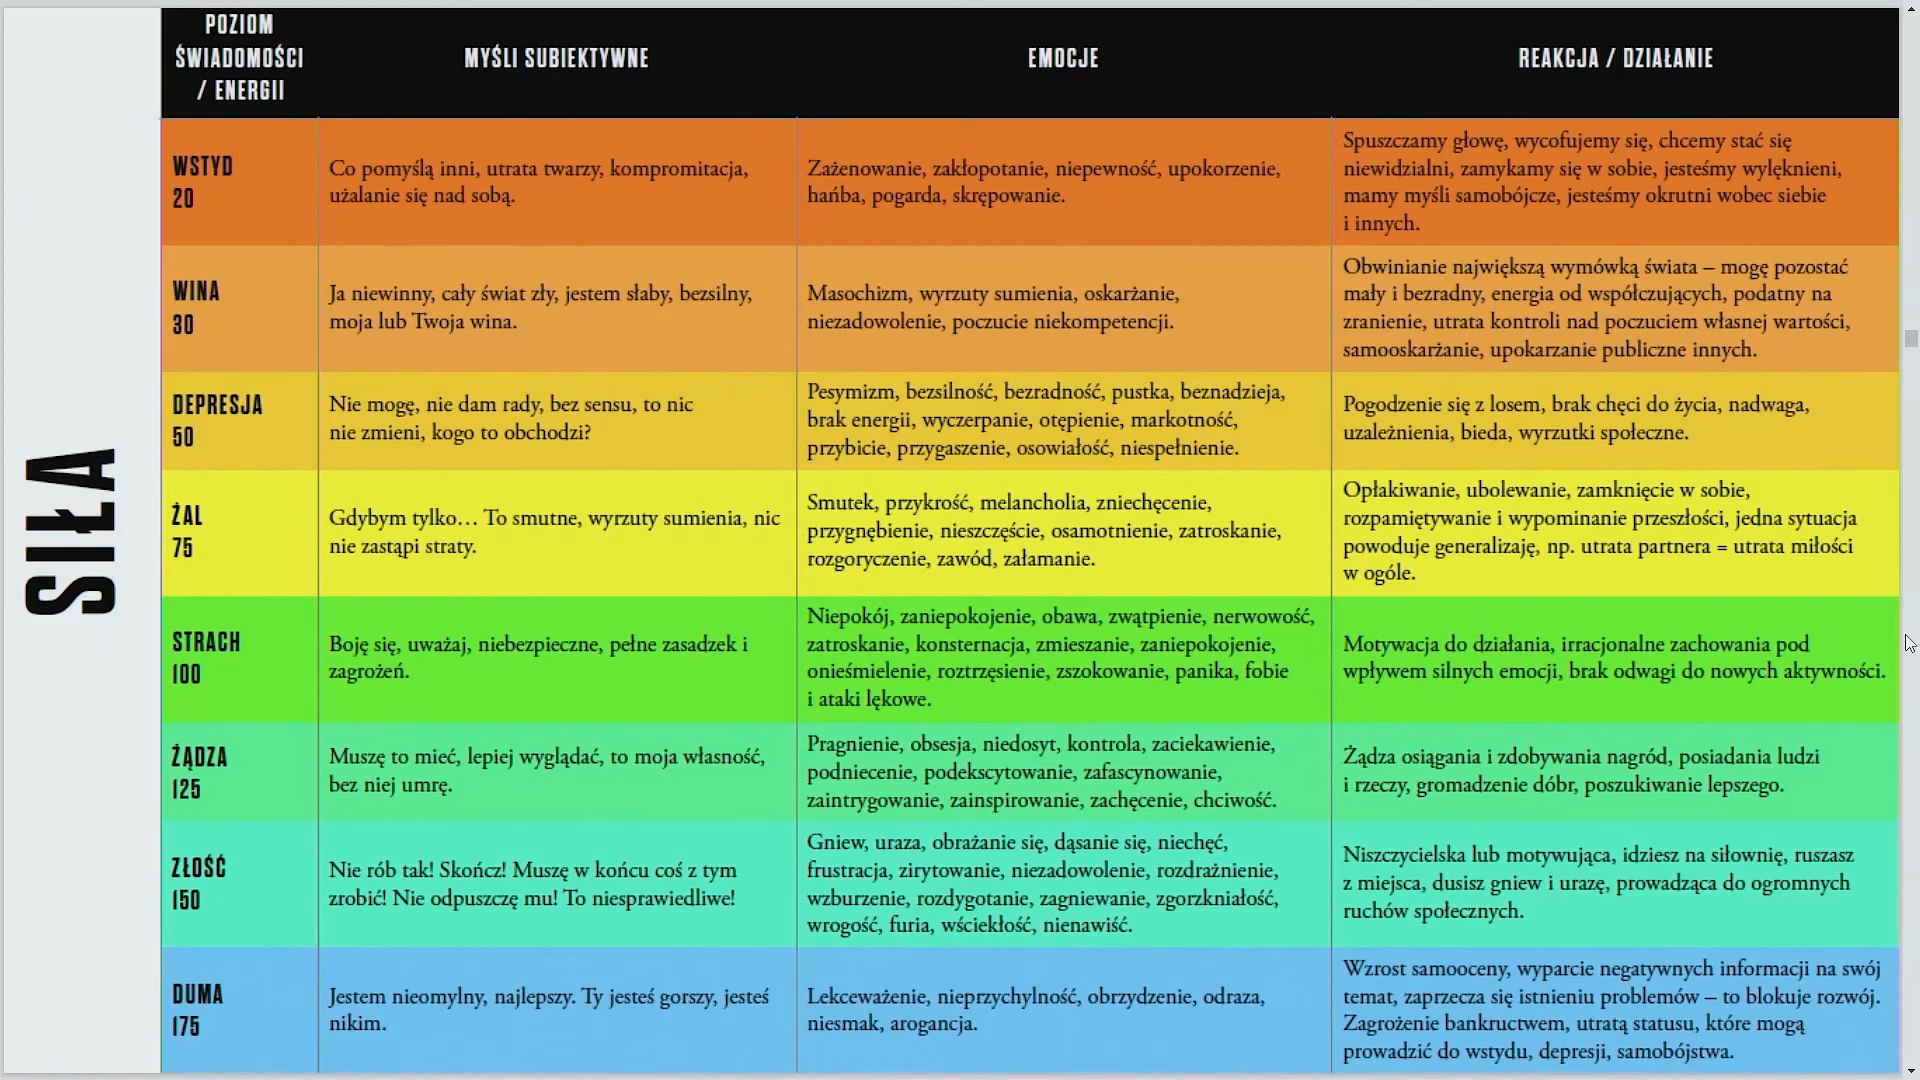 POZIOM
ŚWIADOMOŚCI
/ ENERGII
MYŚLI SUBIEKTYWNE
EMOCJE
REAKCJA / DZIAŁANIE
SIŁA
WSTYD
20
Co pomyślą inni, utrata twarzy, kompromitacja,
użalanie się nad sobą.
Zażenowanie, zakłopotanie, niepewność, upokorzenie,
hańba, pogarda, skrępowanie.
Spuszczamy głowę, wycofujemy się, chcemy stać się
niewidzialni, zamykamy się w sobie, jesteśmy wylęknieni,
mamy myśli samobójcze, jesteśmy okrutni wobec siebie
i innych.
WINA
30
Ja niewinny, cały świat zły, jestem słaby, bezsilny,
moja lub Twoja wina.
Masochizm, wyrzuty sumienia, oskarżanie,
niezadowolenie, poczucie niekompetencji.
Obwinianie największą wymówką świata – mogę pozostać
mały i bezradny, energia od współczujących, podatny na
zranienie, utrata kontroli nad poczuciem własnej wartości,
samooskarżanie, upokarzanie publiczne innych.
DEPRESJA
50
Nie mogę, nie dam rady, bez sensu, to nic
nie zmieni, kogo to obchodzi?
Pesymizm, bezsilność, bezradność, pustka, beznadzieja,
brak energii, wyczerpanie, otępienie, markotność,
przybicie, przygaszenie, osowiałość, niespełnienie.
Pogodzenie się z losem, brak chęci do życia, nadwaga,
uzależnienia, bieda, wyrzutki społeczne.
ŻAL
75
Gdybym tylko… To smutne, wyrzuty sumienia, nic
nie zastąpi straty.
Smutek, przykrość, melancholia, zniechęcenie,
przygnębienie, nieszczęście, osamotnienie, zatroskanie,
rozgoryczenie, zawód, załamanie.
Opłakiwanie, ubolewanie, zamknięcie w sobie,
rozpamiętywanie i wypominanie przeszłości, jedna sytuacja
powoduje generalizaję, np. utrata partnera = utrata miłości
w ogóle.
STRACH
100
Boję się, uważaj, niebezpieczne, pełne zasadzek i
zagrożeń.
Niepokój, zaniepokojenie, obawa, zwątpienie, nerwowość,
zatroskanie, konsternacja, zmieszanie, zaniepokojenie,
onieśmielenie, roztrzęsienie, zszokowanie, panika, fobie
i ataki lękowe.
Motywacja do działania, irracjonalne zachowania pod
wpływem silnych emocji, brak odwagi do nowych aktywności.
ŻĄDZA
125
Muszę to mieć, lepiej wyglądać, to moja własność,
bez niej umrę.
Pragnienie, obsesja, niedosyt, kontrola, zaciekawienie,
podniecenie, podekscytowanie, zafascynowanie,
zaintrygowanie, zainspirowanie, zachęcenie, chciwość.
Żądza osiągania i zdobywania nagród, posiadania ludzi
i rzeczy, gromadzenie dóbr, poszukiwanie lepszego.
ZŁOŚĆ
150
Nie rób tak! Skończ! Muszę w końcu coś z tym
zrobić! Nie odpuszczę mu! To niesprawiedliwe!
Gniew, uraza, obrażanie się, dąsanie się, niechęć,
frustracja, zirytowanie, niezadowolenie, rozdrażnienie,
wzburzenie, rozdygotanie, zagniewanie, zgorzkniałość,
wrogość, furia, wściekłość, nienawiść.
Niszczycielska lub motywująca, idziesz na siłownię, ruszasz
z miejsca, dusisz gniew i urazę, prowadząca do ogromnych
ruchów społecznych.
DUMA
175
Jestem nieomylny, najlepszy. Ty jesteś gorszy, jesteś
nikim.
Lekceważenie, nieprzychylność, obrzydzenie, odraza,
niesmak, arogancja.
Wzrost samooceny, wyparcie negatywnych informacji na swój
temat, zaprzecza się istnieniu problemów – to blokuje rozwój.
Zagrożenie bankructwem, utratą statusu, które mogą
prowadzić do wstydu, depresji, samobójstwa.